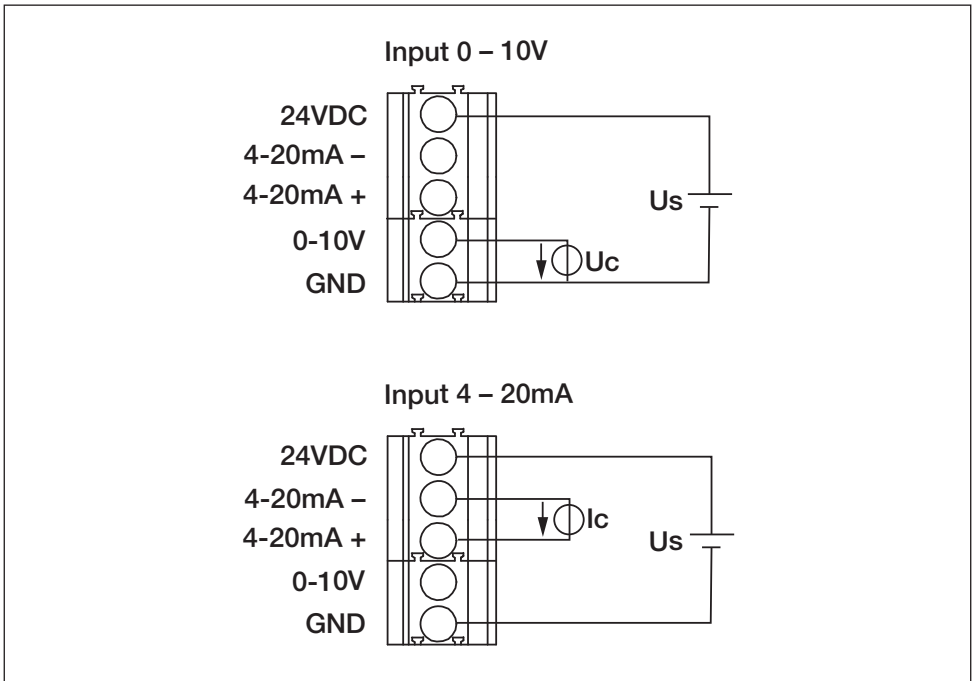 Input 0 – 10V
24VDC
4-20mA –
4-20mA +
Us
0-10V
Uc
GND
Input 4 – 20mA
24VDC
4-20mA –
Ic
4-20mA +
Us
0-10V
GND